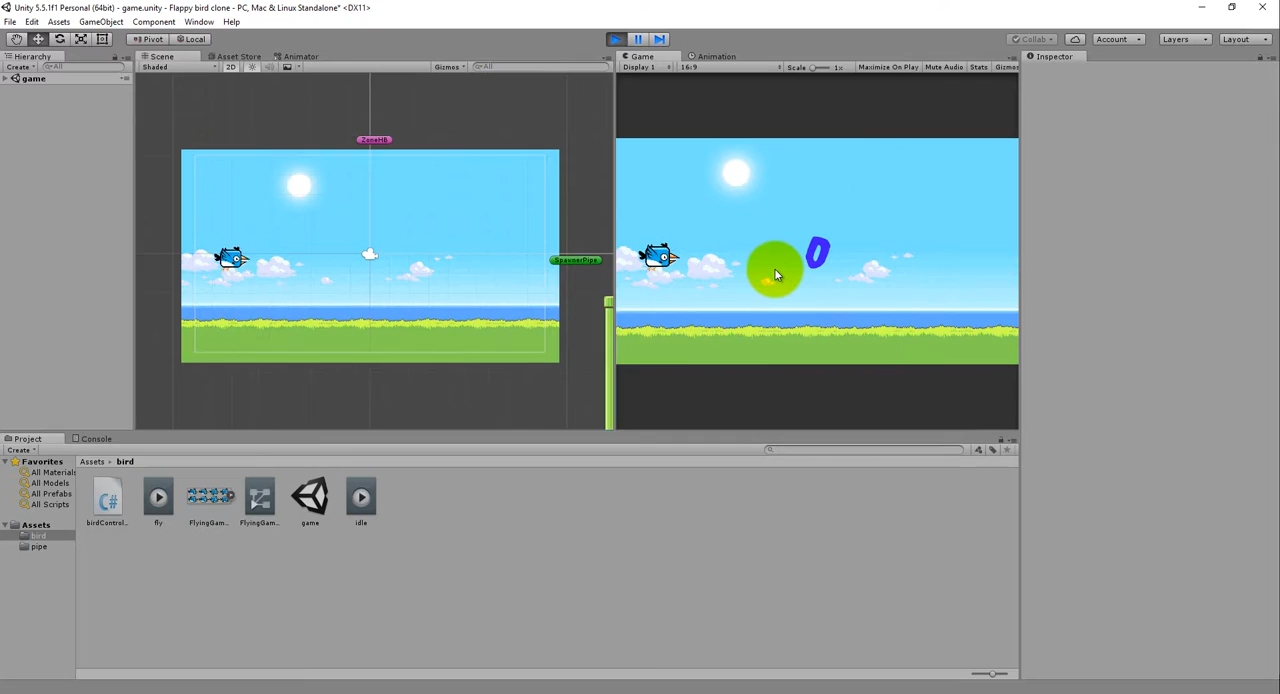 Unity 5.5.1f1 Personal (64bit) - game.unity - Flappy bird clone - PC, Mac & Linux Standalone* <DX11>
File Edit Assets GameObject Component Window Help
Pivot Local Collab Account Layers Layout
Hierarchy Scene Asset Store Animator Game Animation Inspector
Create All Shaded 2D Gizmos All Display 1 16:9 Scale 1x Maximize On Play Mute Audio Stats Gizmos
game
ZoneHB
0
SpawnerPipe
Project Console
Create
Favorites Assets bird
All Materials
All Models
All Prefabs
All Scripts
Assets birdControl... fly FlyingGam... FlyingGam... game idle
bird
pipe